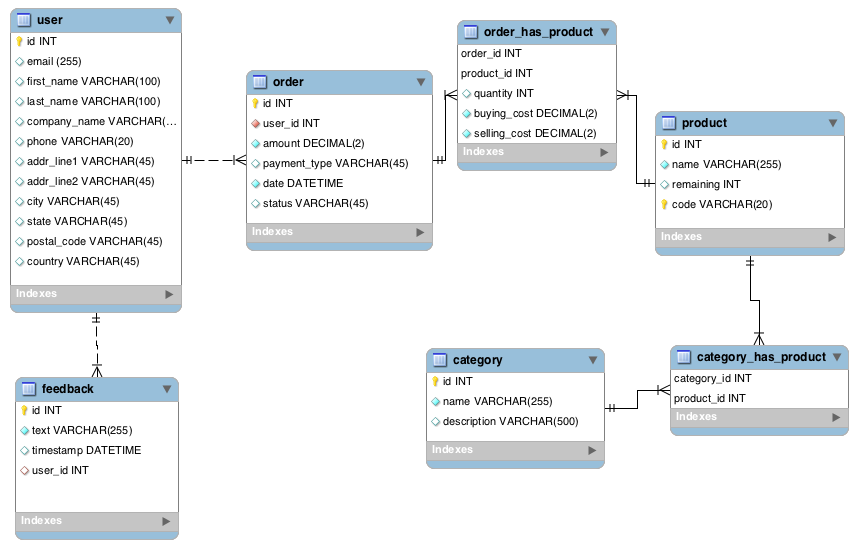 user
id INT
email (255)
first_name VARCHAR(100)
last_name VARCHAR(100)
company_name VARCHAR(...
phone VARCHAR(20)
addr_line1 VARCHAR(45)
addr_line2 VARCHAR(45)
city VARCHAR(45)
state VARCHAR(45)
postal_code VARCHAR(45)
country VARCHAR(45)
Indexes
order
id INT
user_id INT
amount DECIMAL(2)
payment_type VARCHAR(45)
date DATETIME
status VARCHAR(45)
Indexes
order_has_product
order_id INT
product_id INT
quantity INT
buying_cost DECIMAL(2)
selling_cost DECIMAL(2)
Indexes
product
id INT
name VARCHAR(255)
remaining INT
code VARCHAR(20)
Indexes
feedback
id INT
text VARCHAR(255)
timestamp DATETIME
user_id INT
Indexes
category
id INT
name VARCHAR(255)
description VARCHAR(500)
Indexes
category_has_product
category_id INT
product_id INT
Indexes